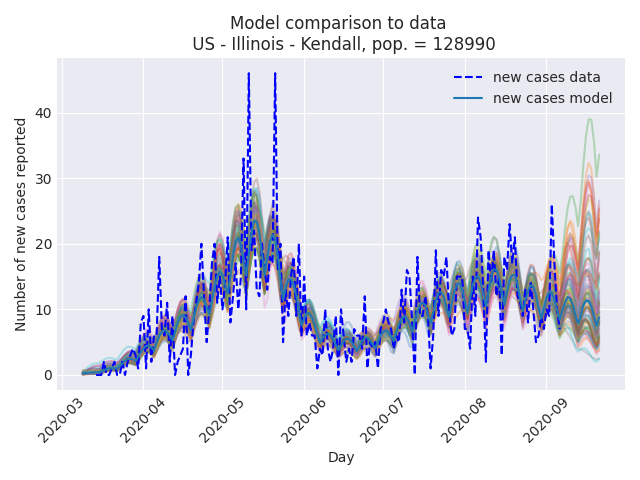 Model comparison to data
US - Illinois - Kendall, pop. = 128990
new cases data
new cases model
Number of new cases reported
40
30
20
10
0
2020-03
2020-04
2020-05
2020-06
2020-07
2020-08
2020-09
Day